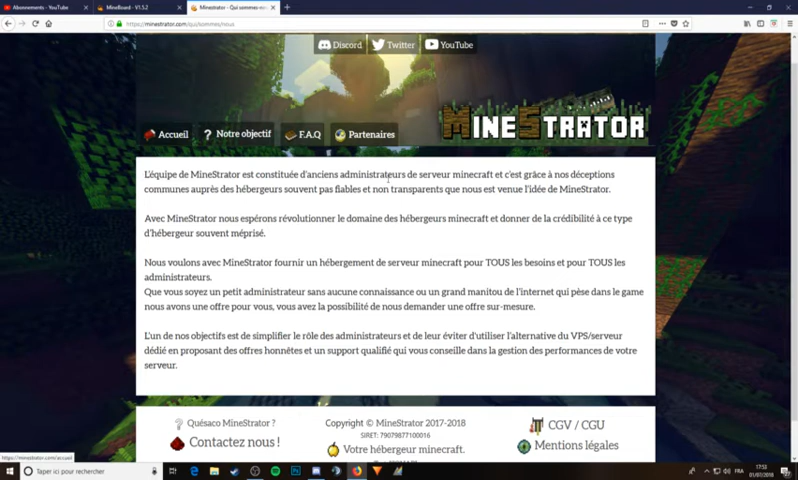 Abonnements - YouTube
MineBoard - V1.5.2
Minestrator - Qui sommes-nous
https://minestrator.com/qui/sommes/nous
Discord
Twitter
YouTube
Accueil
Notre objectif
F.A.Q
Partenaires
MINESTRATOR
L'équipe de MineStrator est constituée d'anciens administrateurs de serveur minecraft et c'est grâce à nos déceptions
communes auprès des hébergeurs souvent pas fiables et non transparents que nous est venue l'idée de MineStrator.
Avec MineStrator nous espérons révolutionner le domaine des hébergeurs minecraft et donner de la crédibilité à ce type
d'hébergeur souvent méprisé.
Nous voulons avec MineStrator fournir un hébergement de serveur minecraft pour TOUS les besoins et pour TOUS les
administrateurs.
Que vous soyez un petit administrateur sans aucune connaissance ou un grand manitou de l'internet qui pèse dans le game
nous avons une offre pour vous, vous avez la possibilité de nous demander une offre sur-mesure.
L'un de nos objectifs est de simplifier le rôle des administrateurs et de leur éviter d'utiliser l'alternative du VPS/serveur
dédié en proposant des offres honnêtes et un support qualifié qui vous conseille dans la gestion des performances de votre
serveur.
Quésaco MineStrator ?
Contactez nous !
Copyright © MineStrator 2017-2018
SIRET: 79079877100016
Votre hébergeur minecraft.
CGV / CGU
Mentions légales
https://minestrator.com/accueil
Taper ici pour rechercher
FRA
17:53
01/07/2018